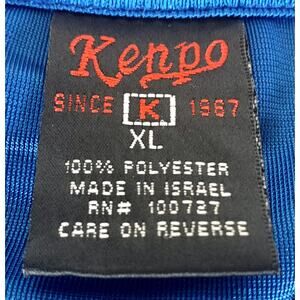 Kenpo
SINCE K 1967
XL
100% POLYESTER
MADE IN ISRAEL
RN# 100727
CARE ON REVERSE